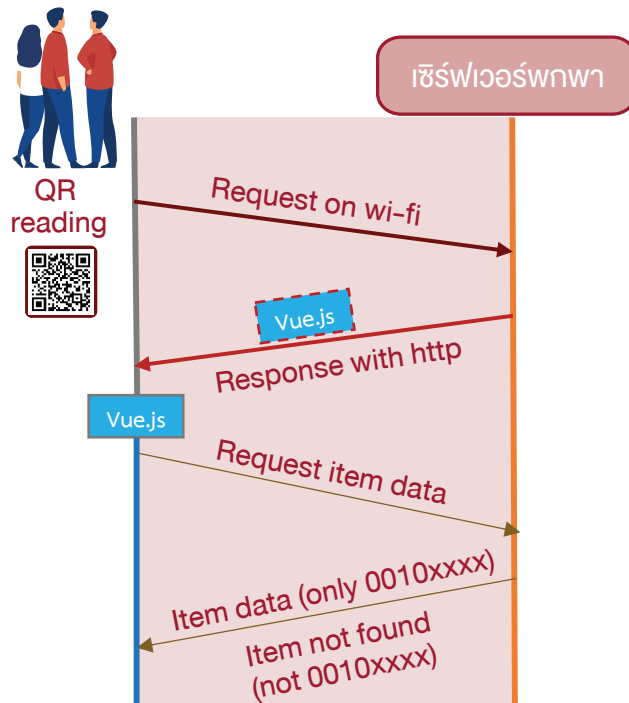 เซิร์ฟเวอร์พกพา
QR
reading
Request on wi-fi
Vue.js
Response with http
Vue.js
Request item data
Item data (only 0010xxxx)
Item not found
(not 0010xxxx)